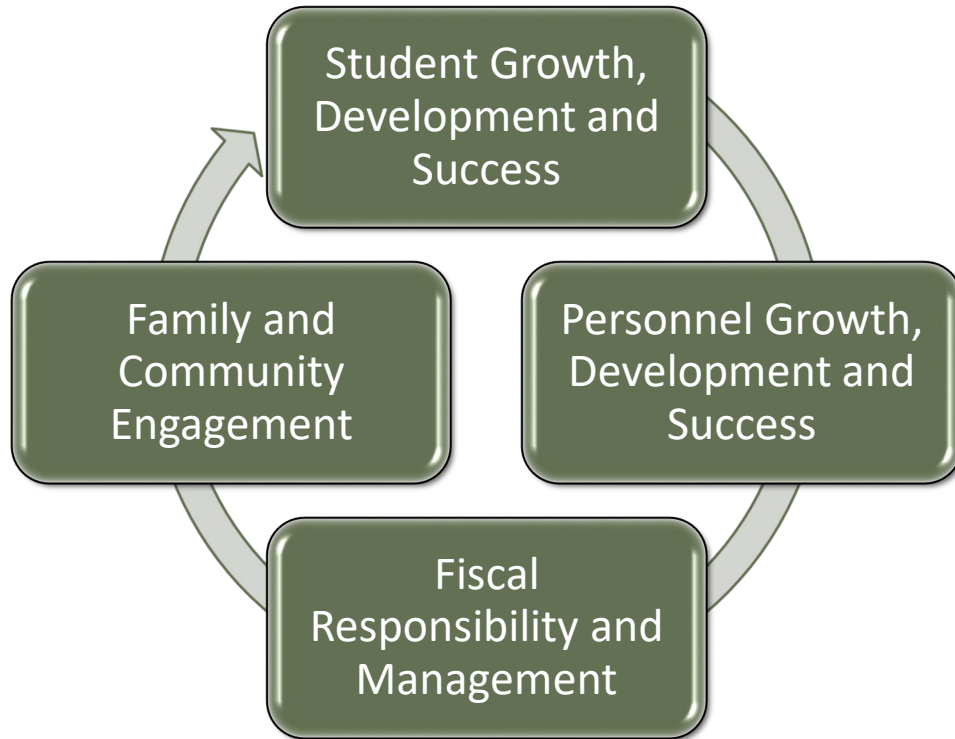 Student Growth,
Development and
Success
Family and
Community
Engagement
Personnel Growth,
Development and
Success
Fiscal
Responsibility and
Management